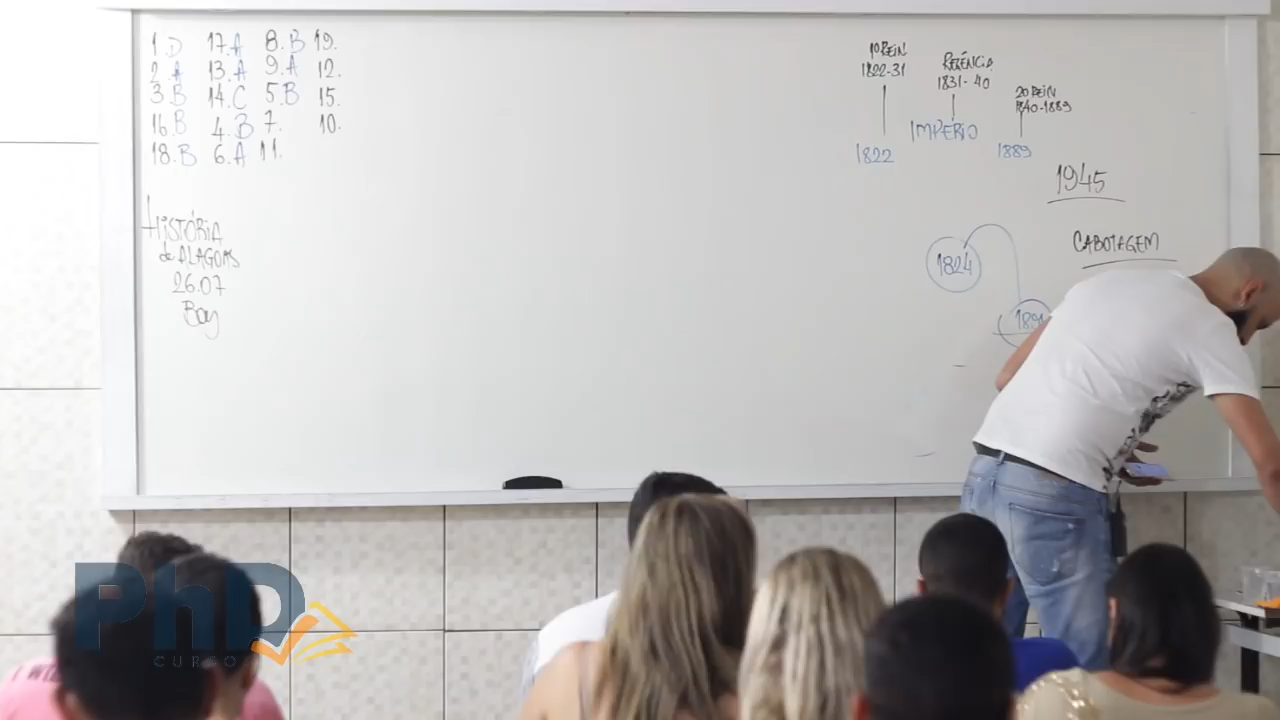 1. D 17. A 8. B 19.
2. A 13. A 9. A 12.
3. B 14. C 5. B 15.
16. B 4. B 7. 10.
18. B 6. A 11.
HISTÓRIA
de ALAGOAS
26.07
Boy
1º REIN
1822-31
REGÊNCIA
1831-40
2º REIN
1840-1889
IMPÉRIO
1822
1889
1945
CABOTAGEM
1824
PhD
CURSO